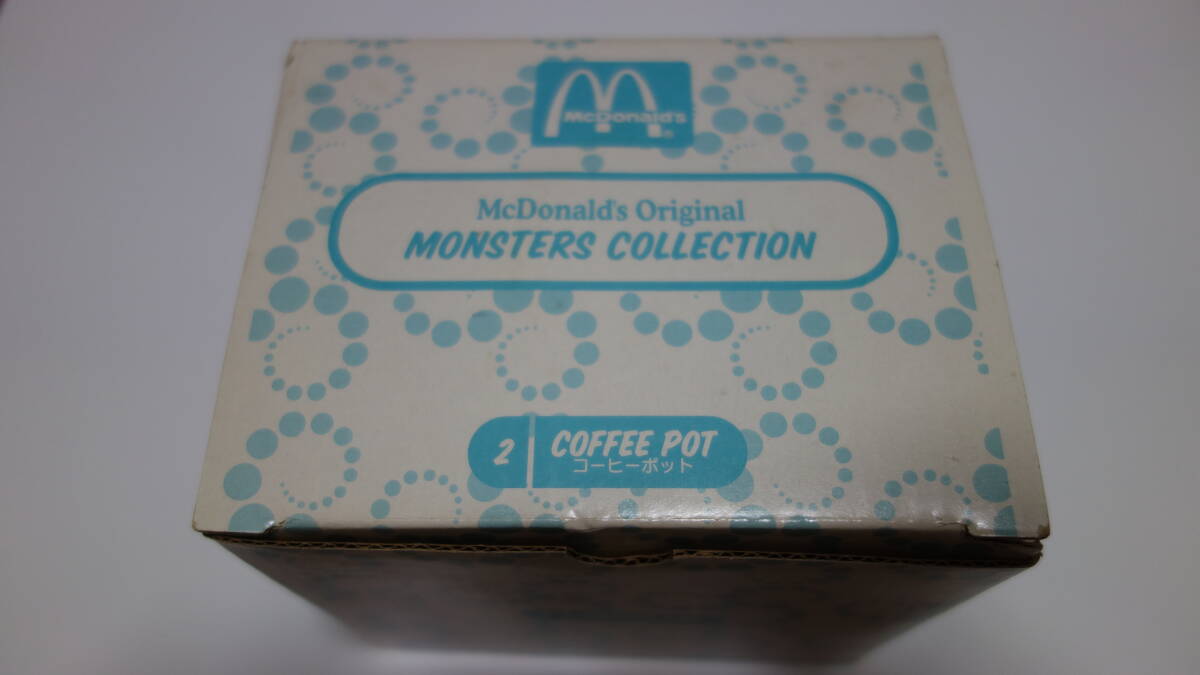 McDonald's®
McDonald's Original
MONSTERS COLLECTION
2 COFFEE POT
コーヒーポット